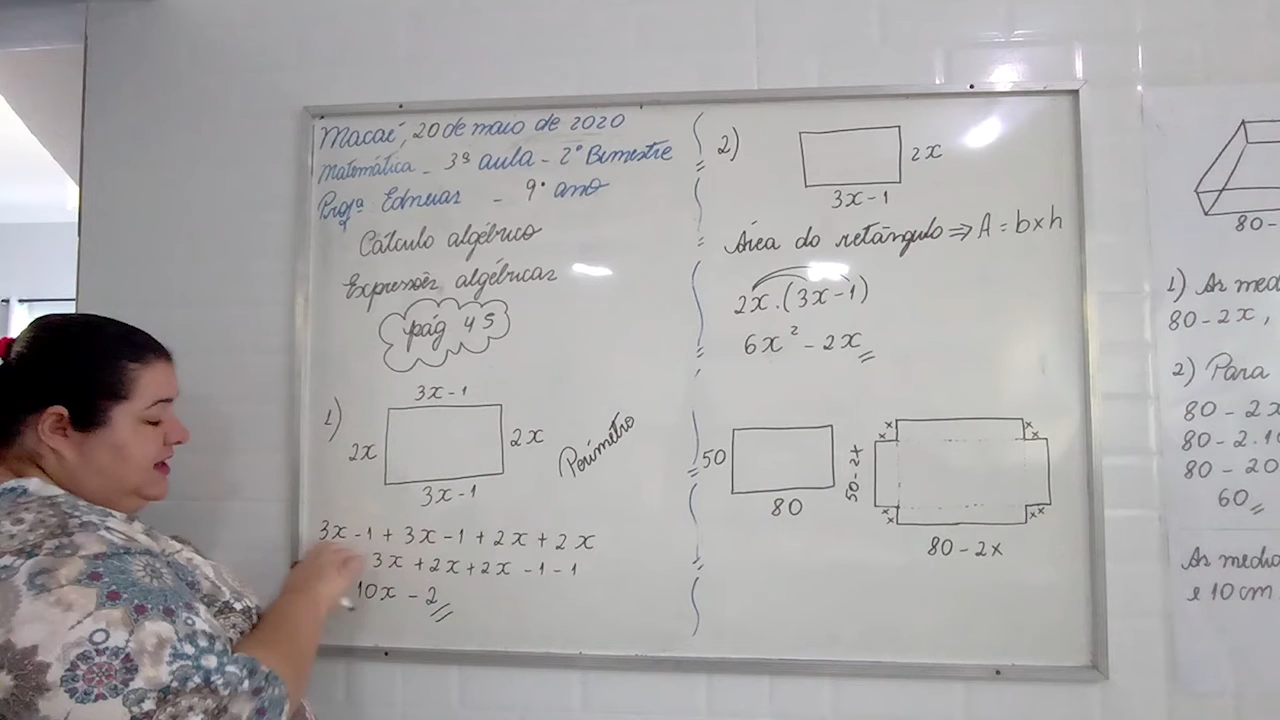 Macaé, 20 de maio de 2020
Matemática - 3ª aula - 2º Bimestre
Profª Edneias - 9º ano
Cálculo algébrico
Expressões algébricas
pág 45
1)
3x-1
2x
2x
3x-1
Perímetro
3x-1 + 3x-1 + 2x + 2x
3x + 2x + 2x -1 -1
10x - 2
2)
2x
3x-1
Área do retângulo ⇒ A = b x h
2x.(3x-1)
6x² - 2x
50
80
50-2x
x x
x x
x x
x x
80-2x
80-
1) As med
80-2x,
2) Para
80-2x
80-2.1
80-20
60
As medid
e 10cm